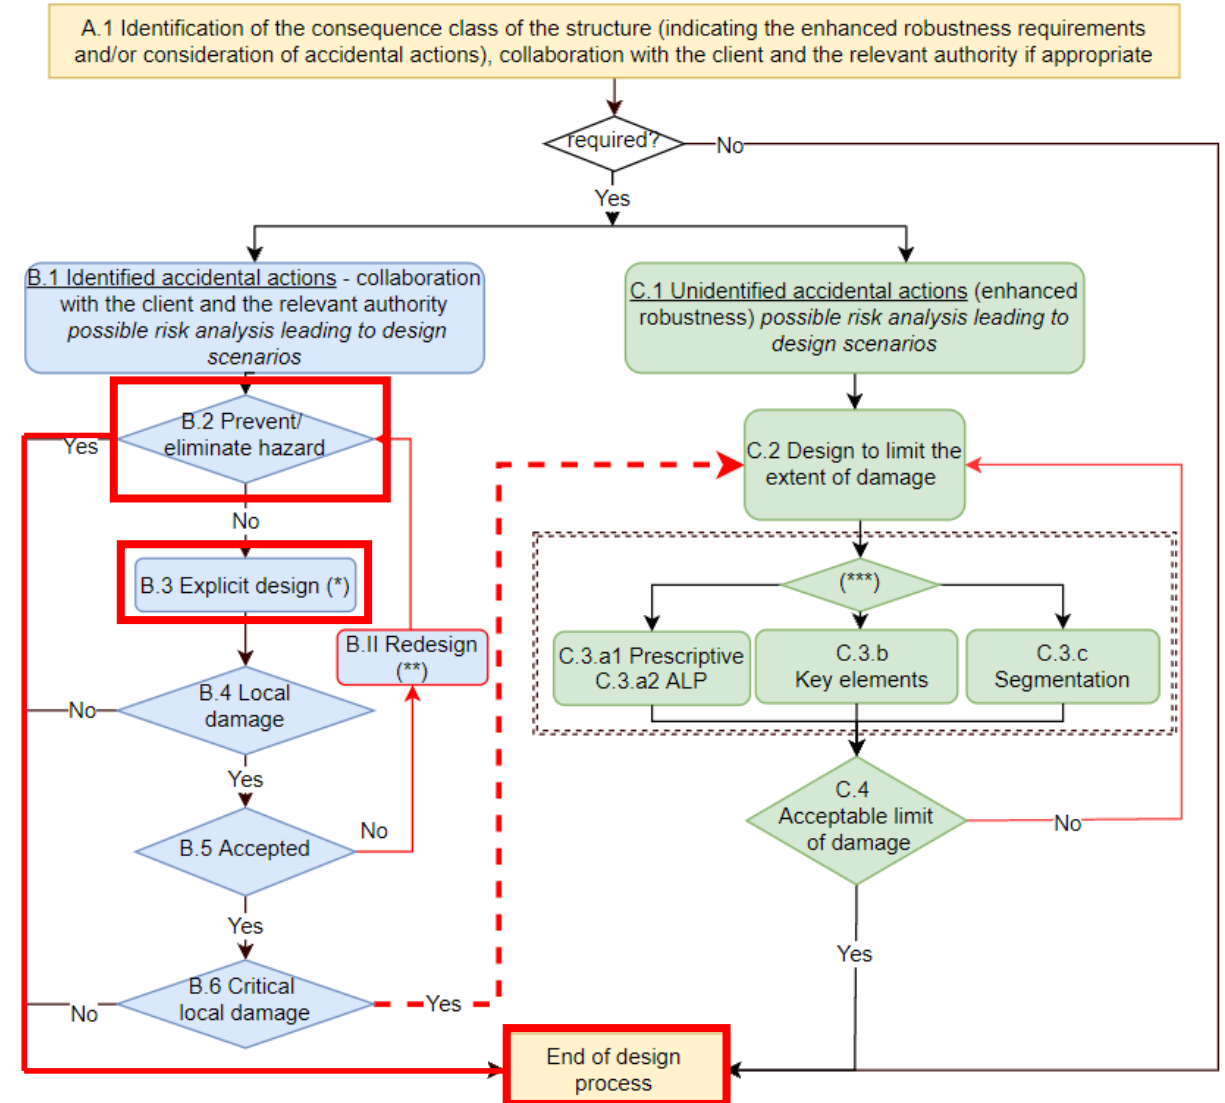 A.1 Identification of the consequence class of the structure (indicating the enhanced robustness requirements
and/or consideration of accidental actions), collaboration with the client and the relevant authority if appropriate
required?
No
Yes
B.1 Identified accidental actions - collaboration
with the client and the relevant authority
possible risk analysis leading to design
scenarios
C.1 Unidentified accidental actions (enhanced
robustness) possible risk analysis leading to
design scenarios
B.2 Prevent/
eliminate hazard
Yes
No
B.3 Explicit design (*)
B.II Redesign
(**)
B.4 Local
damage
No
Yes
B.5 Accepted
No
Yes
B.6 Critical
local damage
No
Yes
C.2 Design to limit the
extent of damage
(***)
C.3.a1 Prescriptive
C.3.a2 ALP
C.3.b
Key elements
C.3.c
Segmentation
C.4
Acceptable limit
of damage
No
Yes
End of design
process